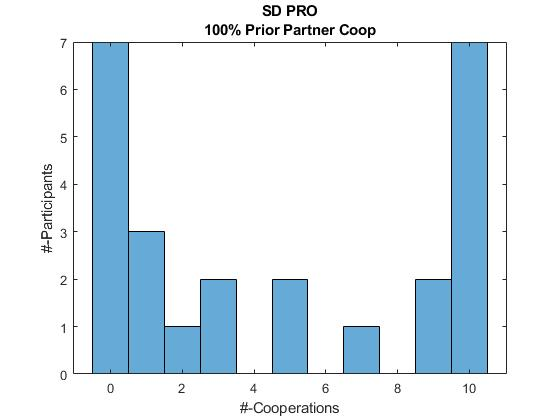 SD PRO
100% Prior Partner Coop
7
6
5
4
3
2
1
0
#-Participants
0 2 4 6 8 10
#-Cooperations